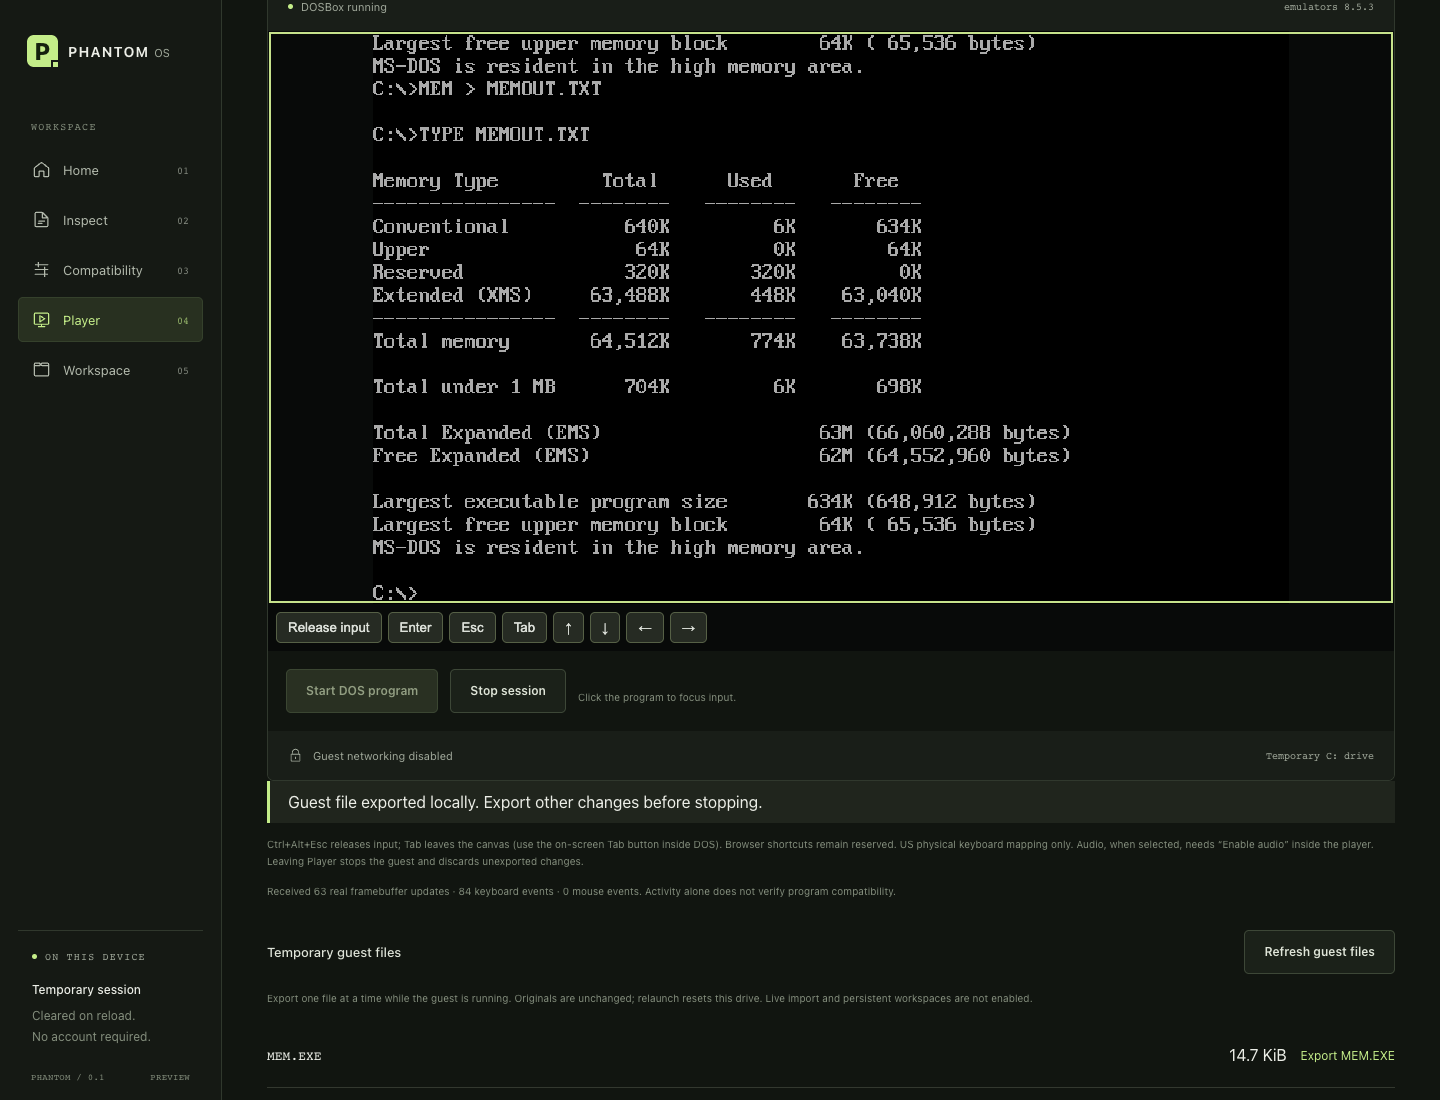 PHANTOM OS
WORKSPACE
Home 01
Inspect 02
Compatibility 03
Player 04
Workspace 05
ON THIS DEVICE
Temporary session
Cleared on reload.
No account required.
PHANTOM / 0.1 PREVIEW
DOSBox running emulators 8.5.3
Largest free upper memory block 64K ( 65,536 bytes)
MS-DOS is resident in the high memory area.
C:\>MEM > MEMOUT.TXT
C:\>TYPE MEMOUT.TXT
Memory Type Total Used Free
---------------- -------- -------- --------
Conventional 640K 6K 634K
Upper 64K 0K 64K
Reserved 320K 320K 0K
Extended (XMS) 63,488K 448K 63,040K
---------------- -------- -------- --------
Total memory 64,512K 774K 63,738K
Total under 1 MB 704K 6K 698K
Total Expanded (EMS) 63M (66,060,288 bytes)
Free Expanded (EMS) 62M (64,552,960 bytes)
Largest executable program size 634K (648,912 bytes)
Largest free upper memory block 64K ( 65,536 bytes)
MS-DOS is resident in the high memory area.
C:\>
Release input Enter Esc Tab ↑ ↓ ← →
Start DOS program Stop session Click the program to focus input.
Guest networking disabled Temporary C: drive
Guest file exported locally. Export other changes before stopping.
Ctrl+Alt+Esc releases input; Tab leaves the canvas (use the on-screen Tab button inside DOS). Browser shortcuts remain reserved. US physical keyboard mapping only. Audio, when selected, needs “Enable audio” inside the player.
Leaving Player stops the guest and discards unexported changes.
Received 63 real framebuffer updates · 84 keyboard events · 0 mouse events. Activity alone does not verify program compatibility.
Temporary guest files Refresh guest files
Export one file at a time while the guest is running. Originals are unchanged; relaunch resets this drive. Live import and persistent workspaces are not enabled.
MEM.EXE 14.7 KiB Export MEM.EXE